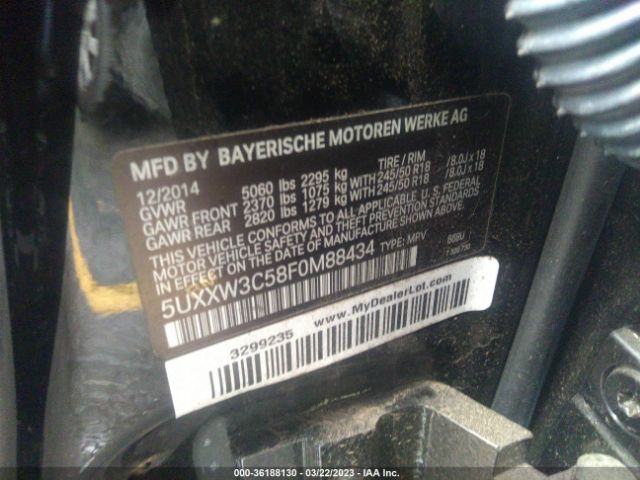 MFD BY BAYERISCHE MOTOREN WERKE AG
12/2014 TIRE / RIM
GVWR 5060 lbs 2295 kg
GAWR FRONT 2370 lbs 1075 kg WITH 245/50 R18 / 8.0J x 18
GAWR REAR 2820 lbs 1279 kg WITH 245/50 R18 / 8.0J x 18
THIS VEHICLE CONFORMS TO ALL APPLICABLE U.S. FEDERAL
MOTOR VEHICLE SAFETY AND THEFT PREVENTION STANDARDS
IN EFFECT ON THE DATE OF MANUFACTURE SHOWN ABOVE.
5UXXW3C58F0M88434 TYPE: MPV
www.MyDealerLot.com
3299235
000-36188130 - 03/22/2023 - IAA Inc.